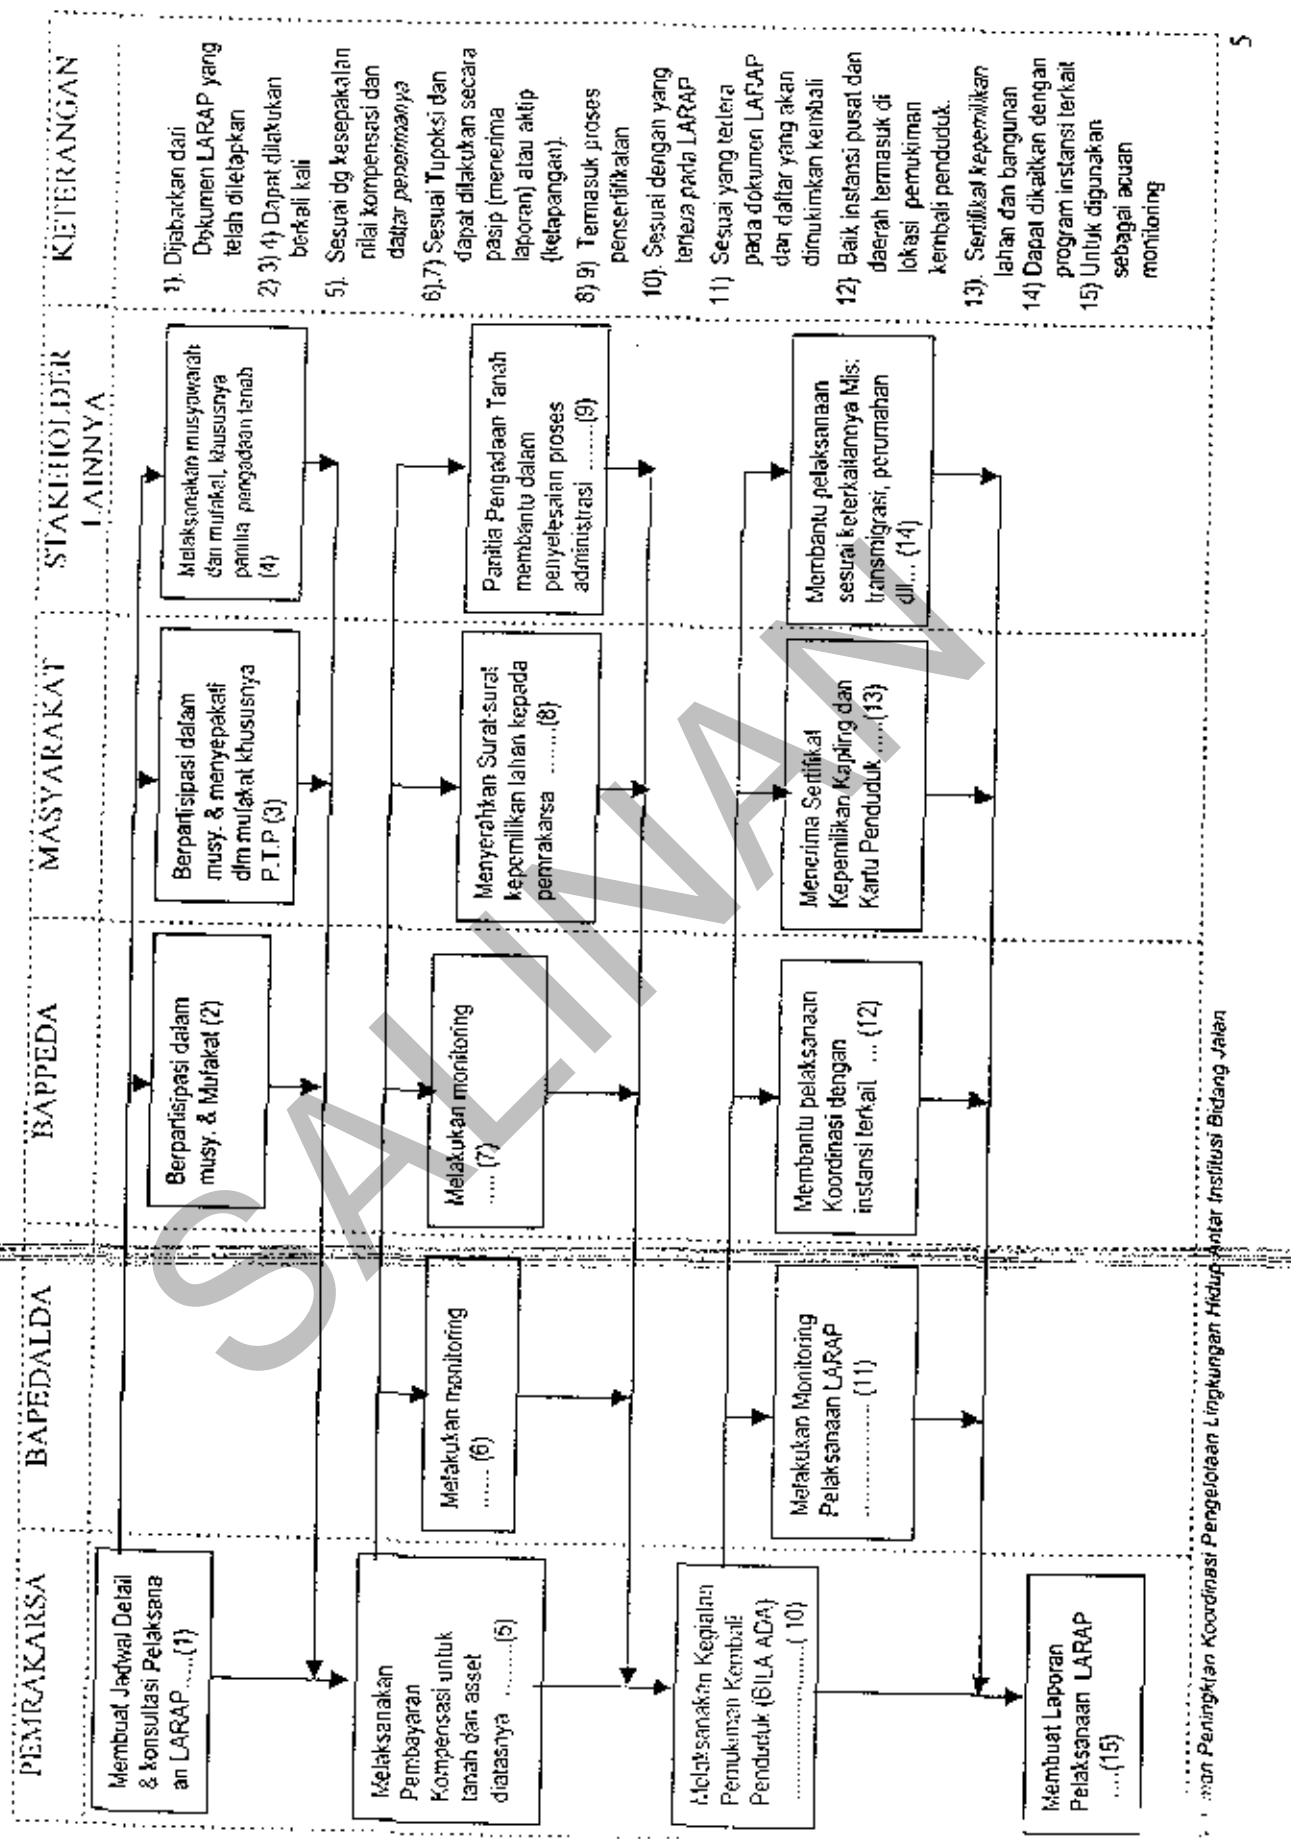 PEMRAKARSA
BAPEDALDA
BAPPEDA
MASYARAKAT
STAKEHOLDER
LAINNYA
KETERANGAN
Membuat Jadwal Detail
& konsultasi Pelaksana
an LARAP .....(1)
Berpartisipasi dalam
musy. & Mufakat (2)
Berpartisipasi dalam
musy. & menyepakati
dlm mufakat khususnya
P.T.P (3)
Melaksanakan musyawarah
dan mufakat, khususnya
panitia pengadaan tanah
(4)
Melaksanakan
Pembayaran
Kompensasi untuk
tanah dan asset
diatasnya .......(5)
Melakukan monitoring
...... (6)
Melakukan monitoring
..... (7)
Menyerahkan Surat-surat
kepemilikan lahan kepada
pemrakarsa .......(8)
Panitia Pengadaan Tanah
membantu dalam
penyelesaian proses
administrasi .......(9)
Melaksanakan Kegiatan
Pemukiman Kembali
Penduduk (BILA ADA)
......................( 10)
Melakukan Monitoring
Pelaksanaan LARAP
.................. (11)
Membantu pelaksanaan
Koordinasi dengan
instansi terkait ... (12)
Menerima Sertifikat
Kepemilikan Kapling dan
Kartu Penduduk ......(13)
Membantu pelaksanaan
sesuai keterkaitannya Mis:
transmigrasi, perumahan
dll... (14)
Membuat Laporan
Pelaksanaan LARAP
....(15)
1). Dijabarkan dari
Dokumen LARAP yang
telah ditetapkan
2) 3) 4) Dapat dilakukan
berkali kali
5). Sesuai dg kesepakatan
nilai kompensasi dan
daftar penerimanya
6).7) Sesuai Tupoksi dan
dapat dilakukan secara
pasip (menerima
laporan) atau aktip
(kelapangan).
8) 9) Termasuk proses
pensertifikatan
10). Sesuai dengan yang
tertera pada LARAP
11) Sesuai yang tertera
pada dokumen LARAP
dan daftar yang akan
dimukimkan kembali
12) Baik instansi pusat dan
daerah termasuk di
lokasi pemukiman
kembali penduduk.
13). Sertifikat kepemilikan
lahan dan bangunan
14) Dapat dikaitkan dengan
program instansi terkait
15) Untuk digunakan
sebagai acuan
monitoring
SALINAN
Peningkatan Koordinasi Pengelolaan Lingkungan Hidup Antar Institusi Bidang Jalan
5